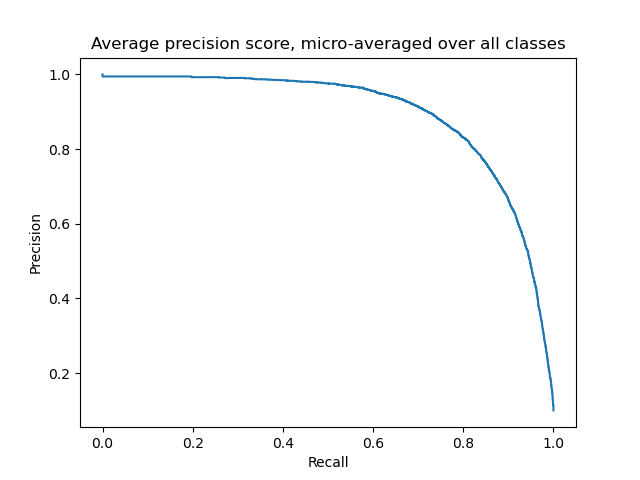 Average precision score, micro-averaged over all classes
1.0
0.8
0.6
0.4
0.2
Precision
0.0 0.2 0.4 0.6 0.8 1.0
Recall